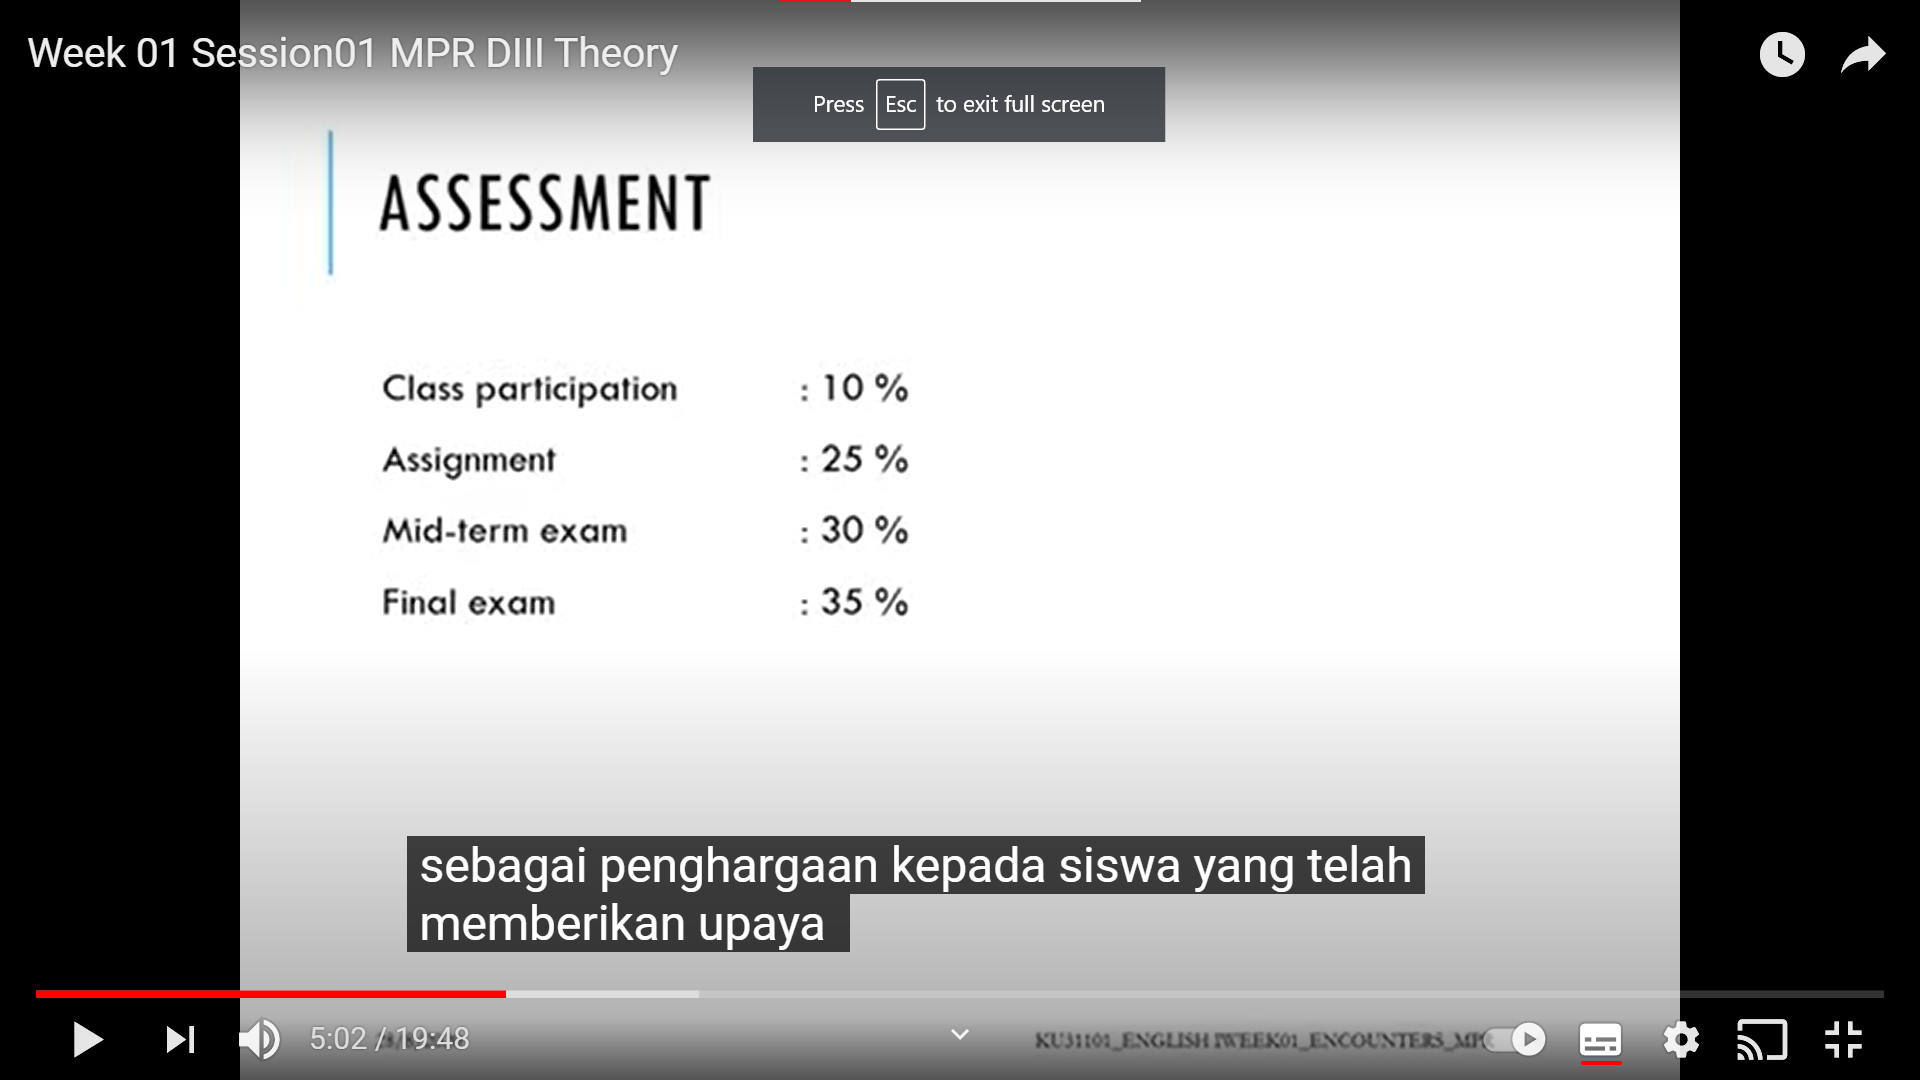 Week 01 Session01 MPR DIII Theory
Press Esc to exit full screen
ASSESSMENT
Class participation : 10 %
Assignment : 25 %
Mid-term exam : 30 %
Final exam : 35 %
sebagai penghargaan kepada siswa yang telah
memberikan upaya
5:02 / 19:48
KU31101_ENGLISH IWEEK01_ENCOUNTERS_MPR